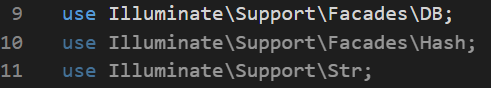 9 use Illuminate\Support\Facades\DB;
10 use Illuminate\Support\Facades\Hash;
11 use Illuminate\Support\Str;